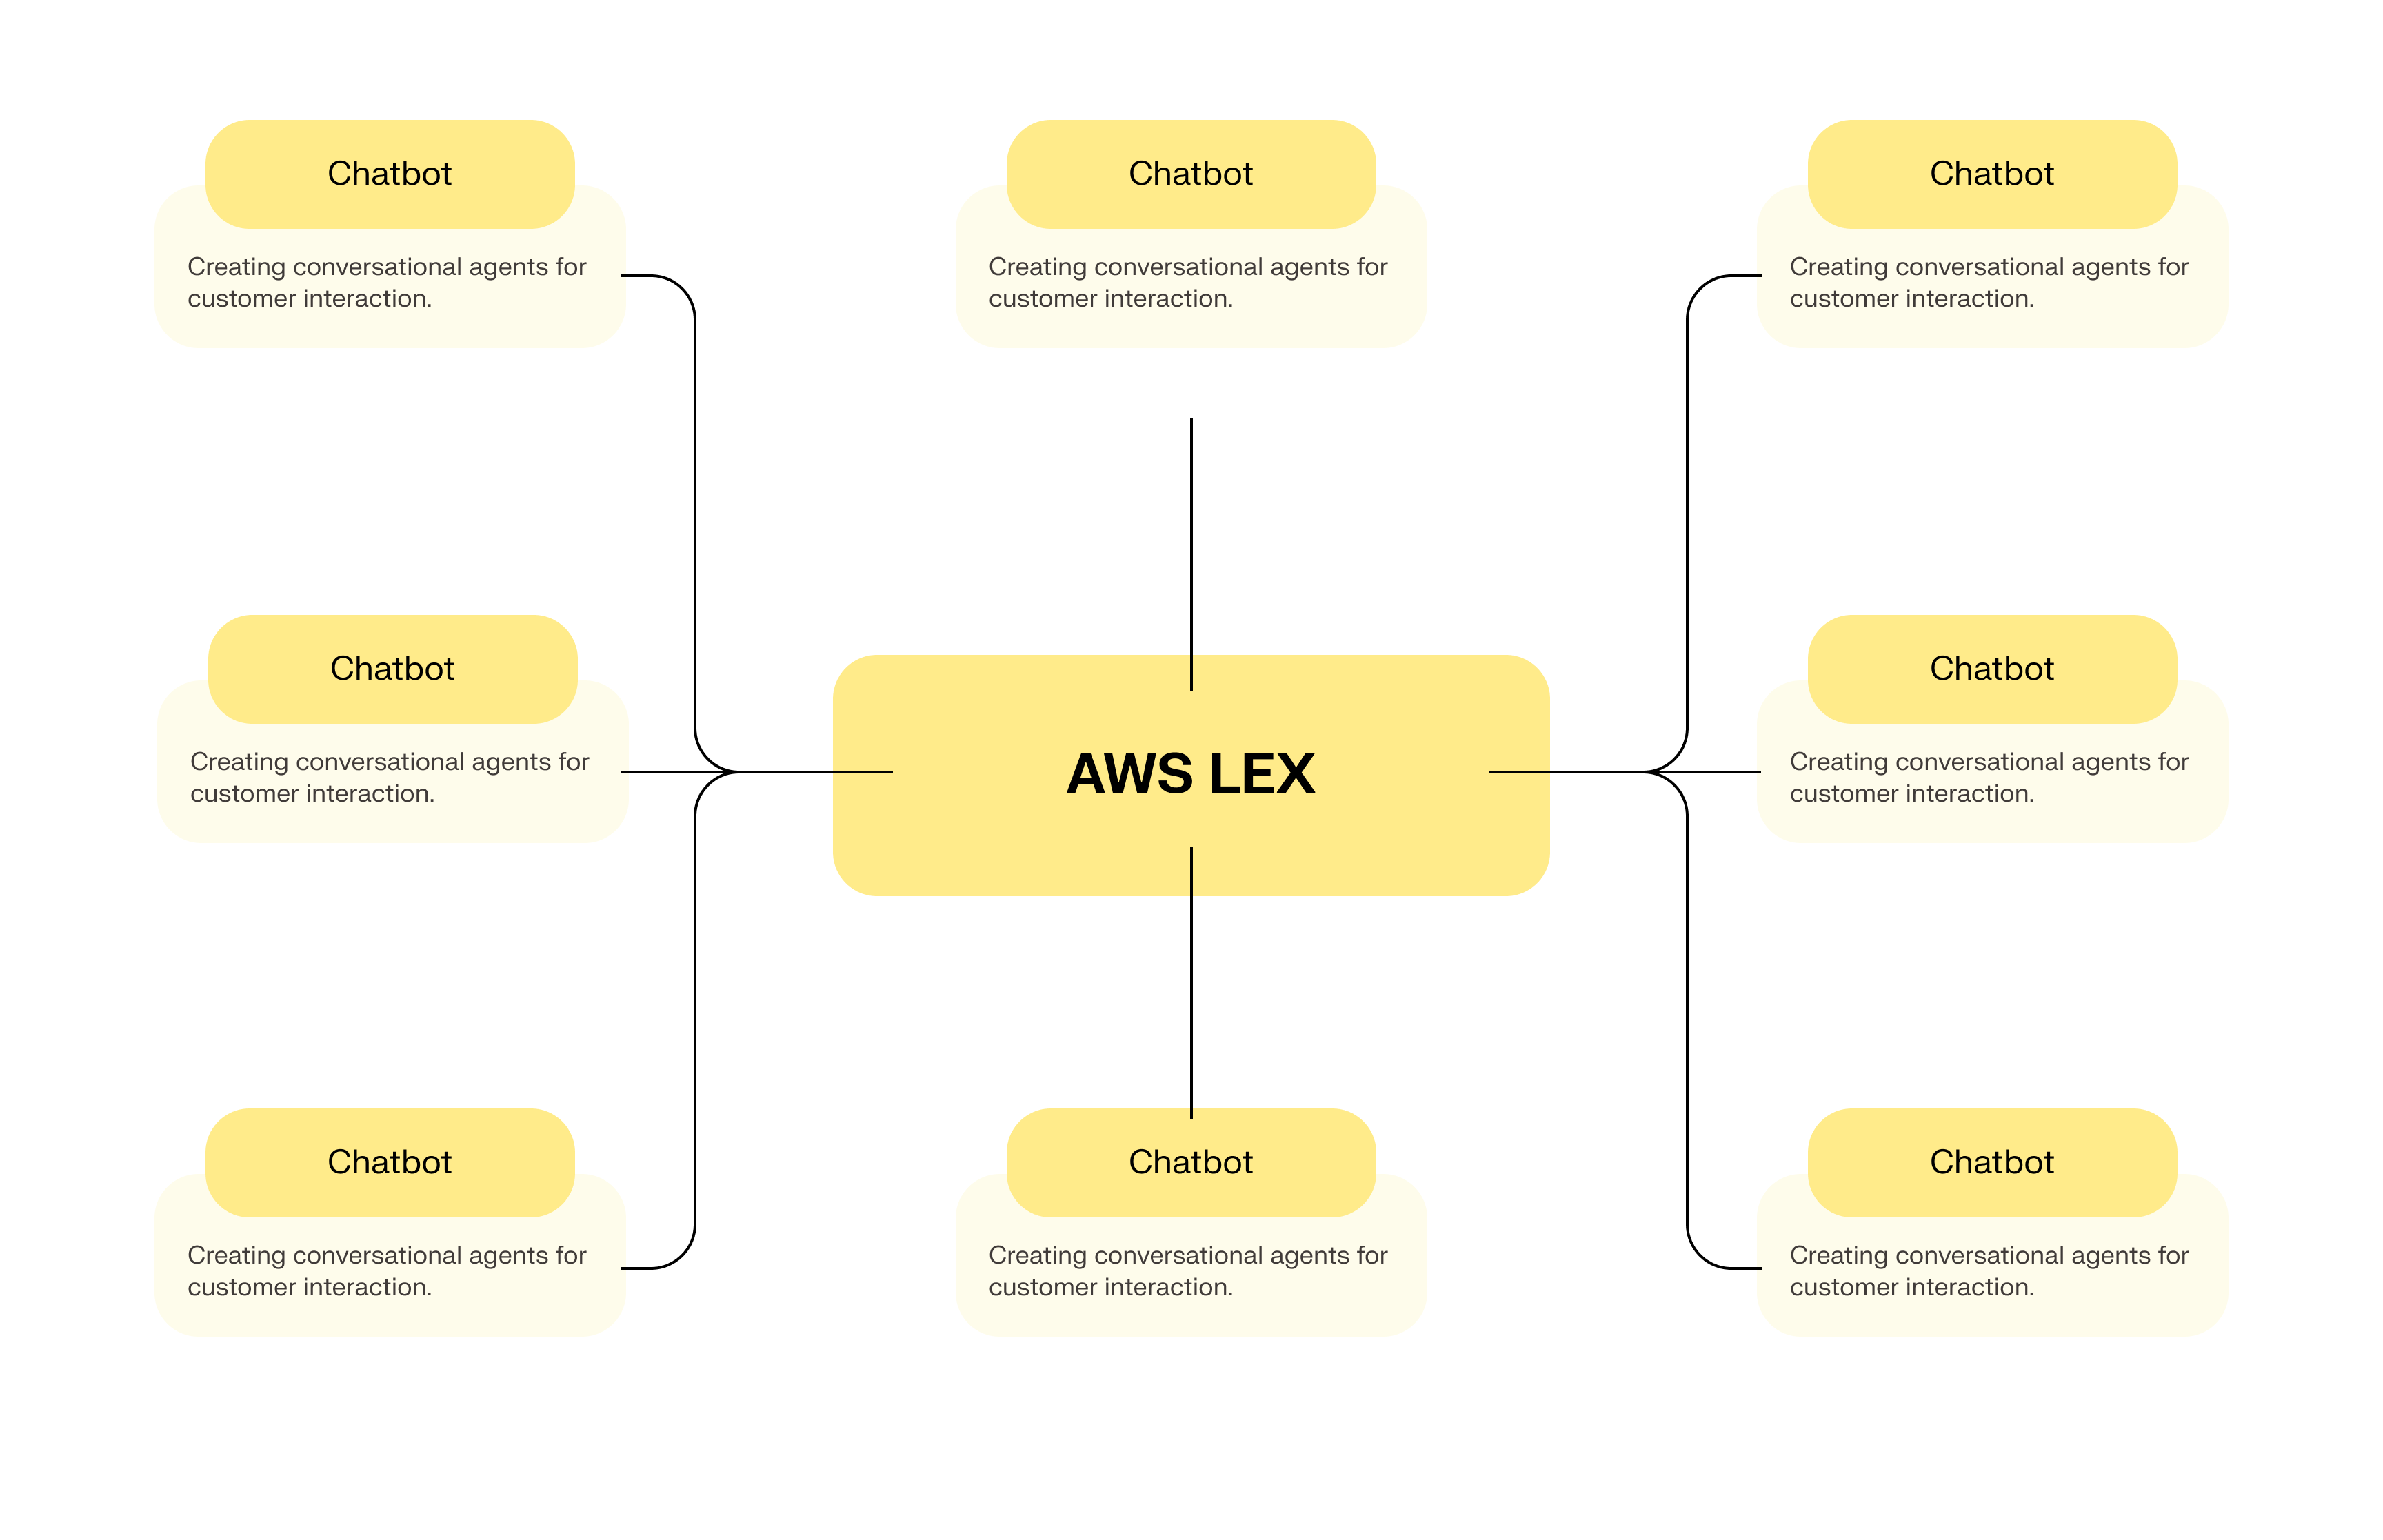 Chatbot
Creating conversational agents for
customer interaction.
Chatbot
Creating conversational agents for
customer interaction.
Chatbot
Creating conversational agents for
customer interaction.
Chatbot
Creating conversational agents for
customer interaction.
AWS LEX
Chatbot
Creating conversational agents for
customer interaction.
Chatbot
Creating conversational agents for
customer interaction.
Chatbot
Creating conversational agents for
customer interaction.
Chatbot
Creating conversational agents for
customer interaction.